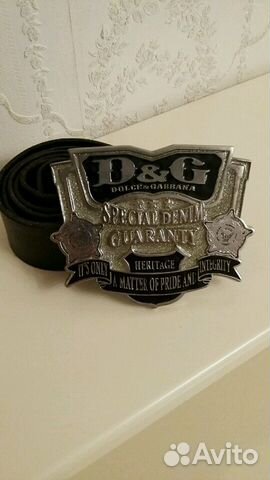 D&G
DOLCE & GABBANA
SPECIAL DENIM
GUARANTY
IT'S ONLY HERITAGE INTEGRITY
A MATTER OF PRIDE AND
Avito